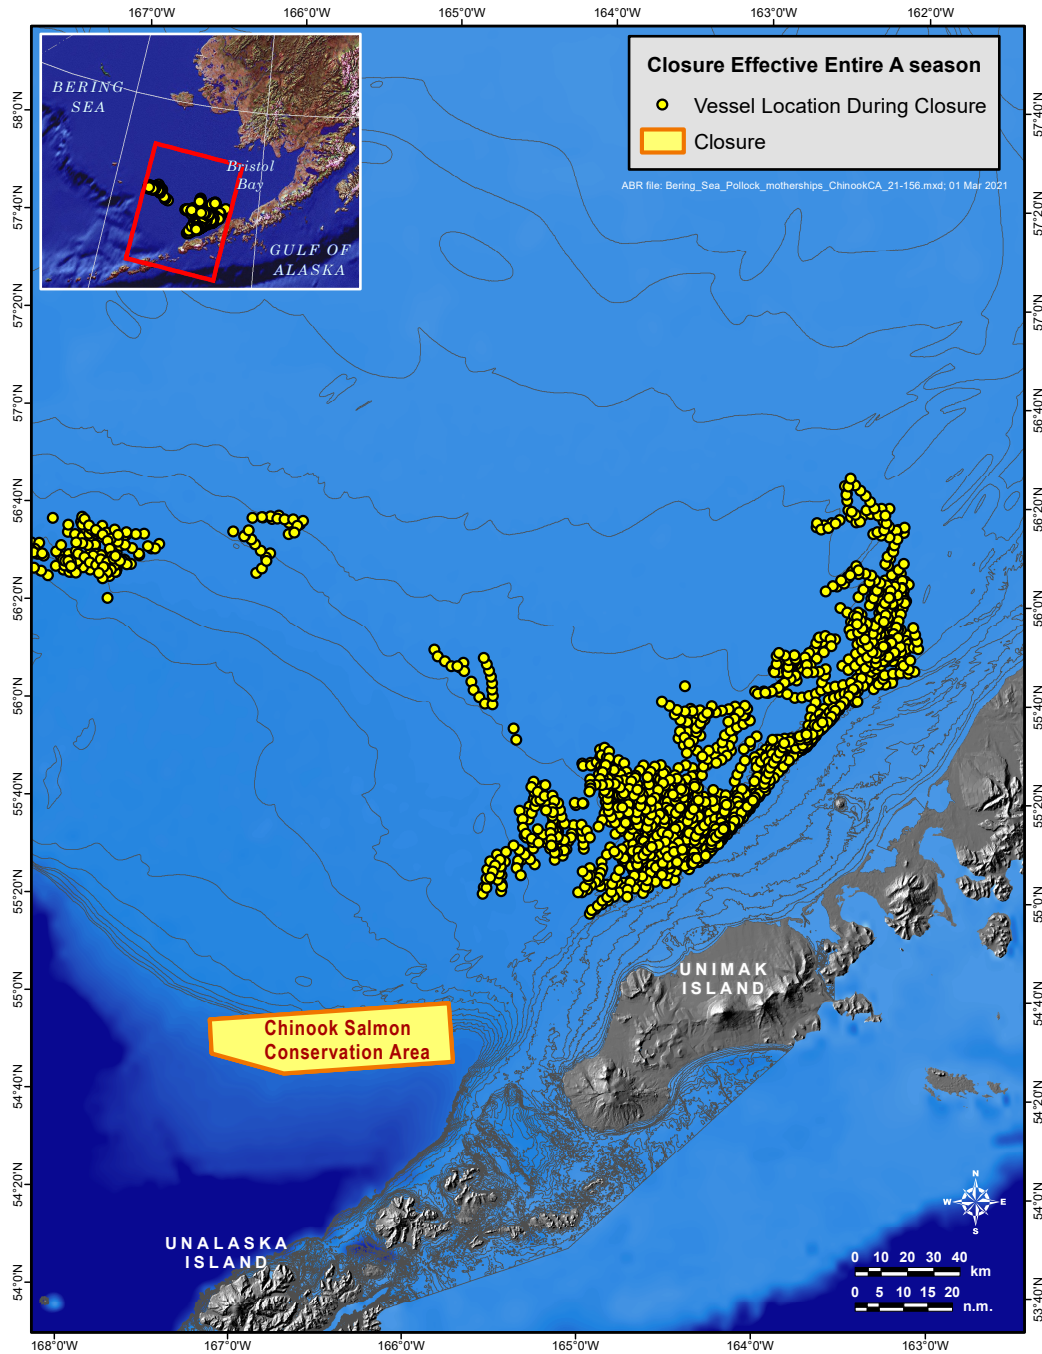 167°0'W 166°0'W 165°0'W 164°0'W 163°0'W 162°0'W
BERING
SEA
Bristol
Bay
GULF OF
ALASKA
Closure Effective Entire A season
Vessel Location During Closure
Closure
ABR file: Bering_Sea_Pollock_motherships_ChinookCA_21-156.mxd; 01 Mar 2021
58°0'N
57°40'N
57°20'N
57°0'N
56°40'N
56°20'N
56°0'N
55°40'N
55°20'N
55°0'N
54°40'N
54°20'N
54°0'N
57°40'N
57°20'N
57°0'N
56°40'N
56°20'N
56°0'N
55°40'N
55°20'N
55°0'N
54°40'N
54°20'N
54°0'N
53°40'N
UNIMAK
ISLAND
Chinook Salmon
Conservation Area
UNALASKA
ISLAND
N
W E
S
0 10 20 30 40
km
0 5 10 15 20
n.m.
168°0'W 167°0'W 166°0'W 165°0'W 164°0'W 163°0'W